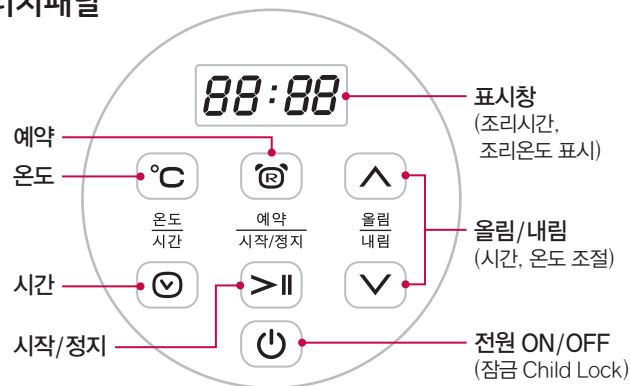 88:88
표시창
(조리시간,
조리온도 표시)
예약
온도
℃
R
온도
시간
예약
시작/정지
올림
내림
올림/내림
(시간, 온도 조절)
시간
시작/정지
전원 ON/OFF
(잠금 Child Lock)